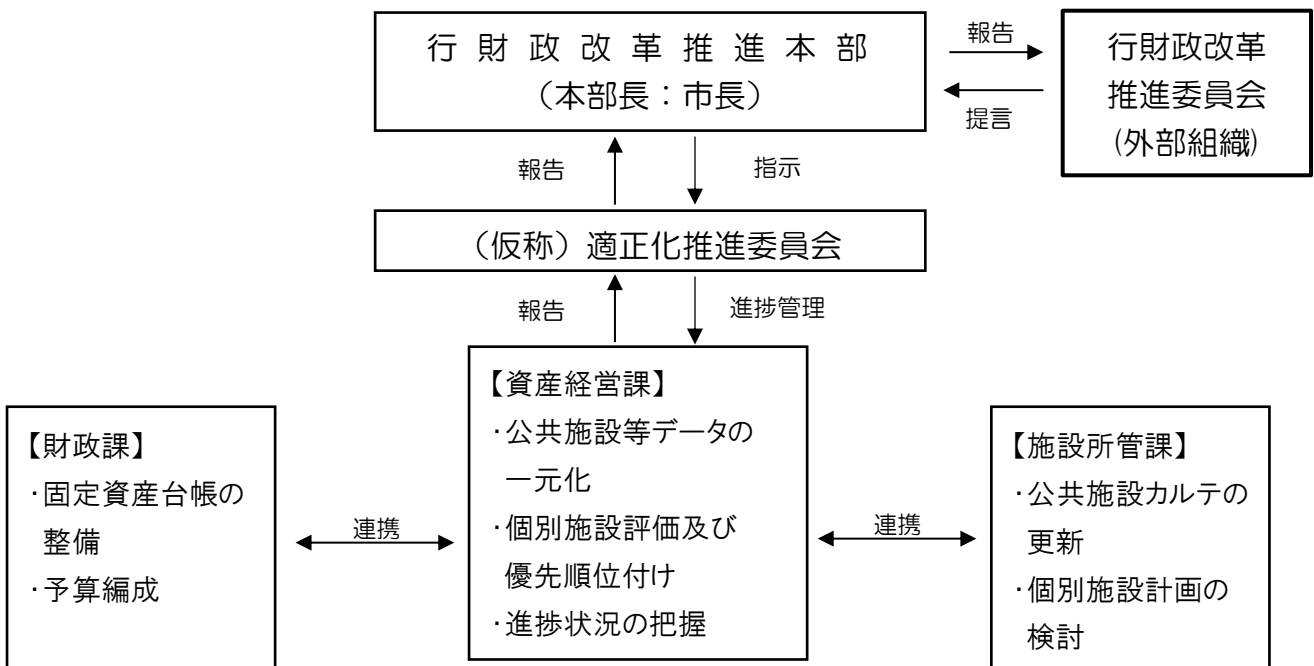 行財政改革推進本部
（本部長：市長）
報告
提言
行財政改革
推進委員会
(外部組織)
報告
指示
（仮称）適正化推進委員会
報告
進捗管理
【財政課】
・固定資産台帳の
整備
・予算編成
連携
【資産経営課】
・公共施設等データの
一元化
・個別施設評価及び
優先順位付け
・進捗状況の把握
連携
【施設所管課】
・公共施設カルテの
更新
・個別施設計画の
検討